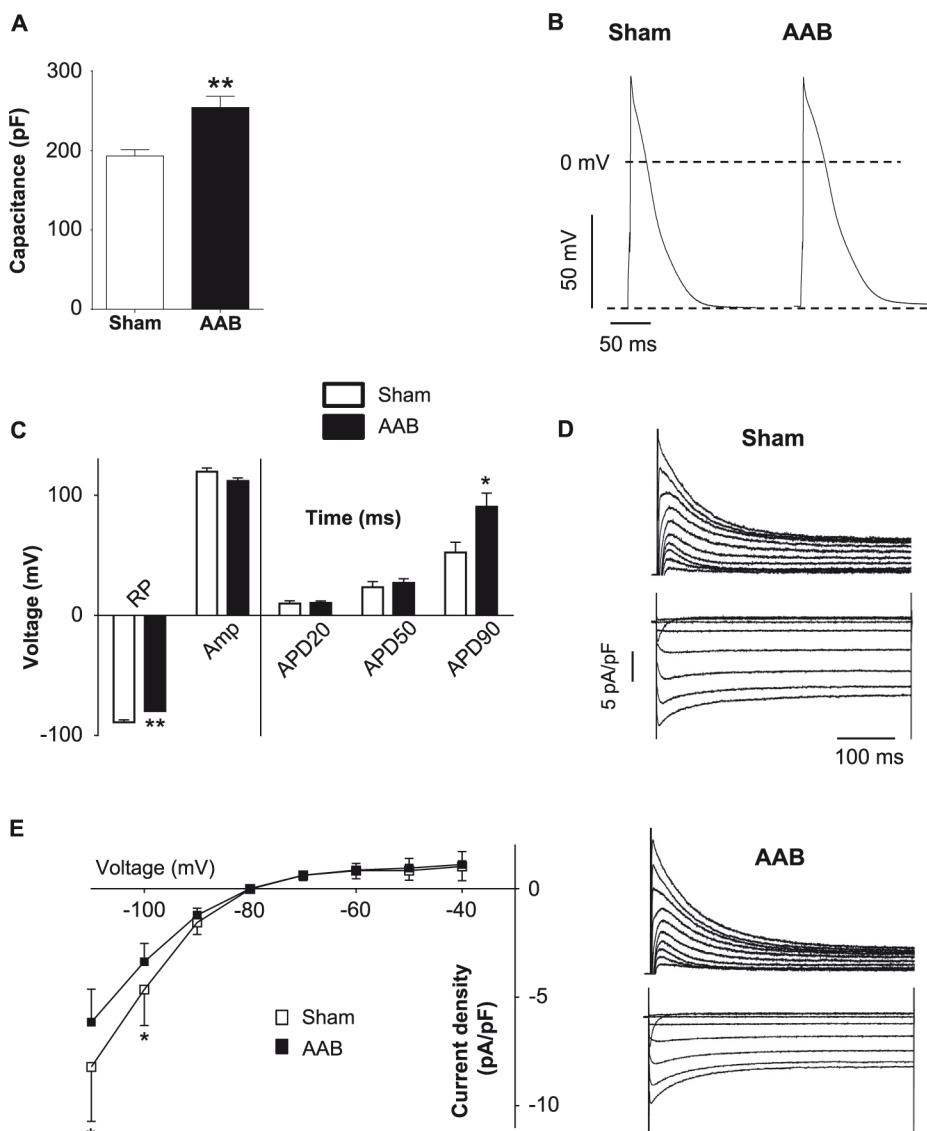 A
300
**
200
100
0
Capacitance (pF)
Sham
AAB
B
Sham
AAB
0 mV
50 mV
50 ms
Sham
AAB
C
100
0
-100
Voltage (mV)
RP
**
Amp
Time (ms)
APD20
APD50
APD90
*
D
Sham
5 pA/pF
100 ms
AAB
E
Voltage (mV)
-100
-80
-60
-40
0
-5
-10
Current density
(pA/pF)
Sham
AAB
*
*